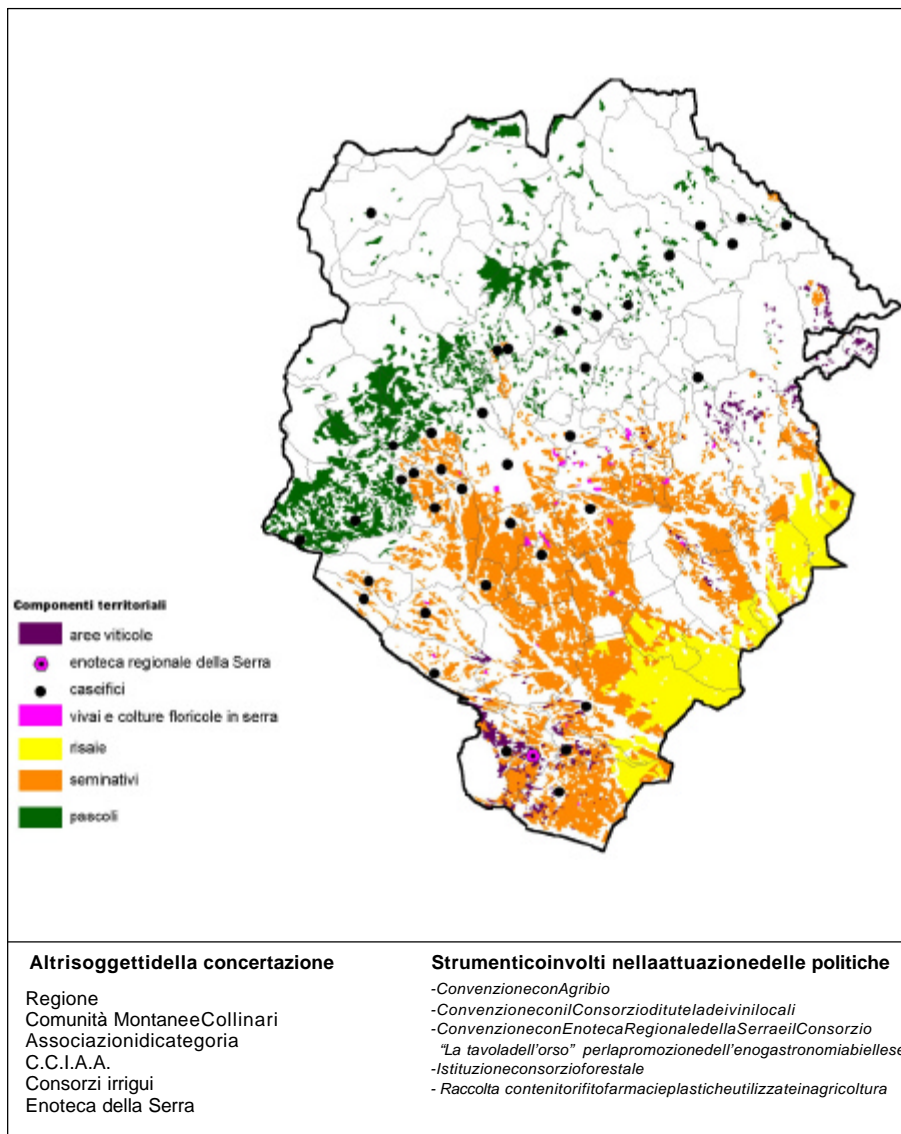 Componenti territoriali
aree viticole
enoteca regionale della Serra
caseifici
vivai e colture floricole in serra
risaie
seminativi
pascoli
Altrisoggettidella concertazione
Regione
Comunità MontaneeCollinari
Associazionidicategoria
C.C.I.A.A.
Consorzi irrigui
Enoteca della Serra
Strumenticoinvolti nellaattuazionedelle politiche
-ConvenzioneconAgribio
-ConvenzioneconilConsorzioditutel­adeivinilocali
-ConvenzioneconEnotecaRegionaledellaSerraeilConsorzio
"La tavoladell'orso" perlapromozionedell'enogastronomiabiellese
-Istituzioneconsorzioforestale
- Raccolta contenitorifitofarmacieplasticheutilizzateinagricoltura